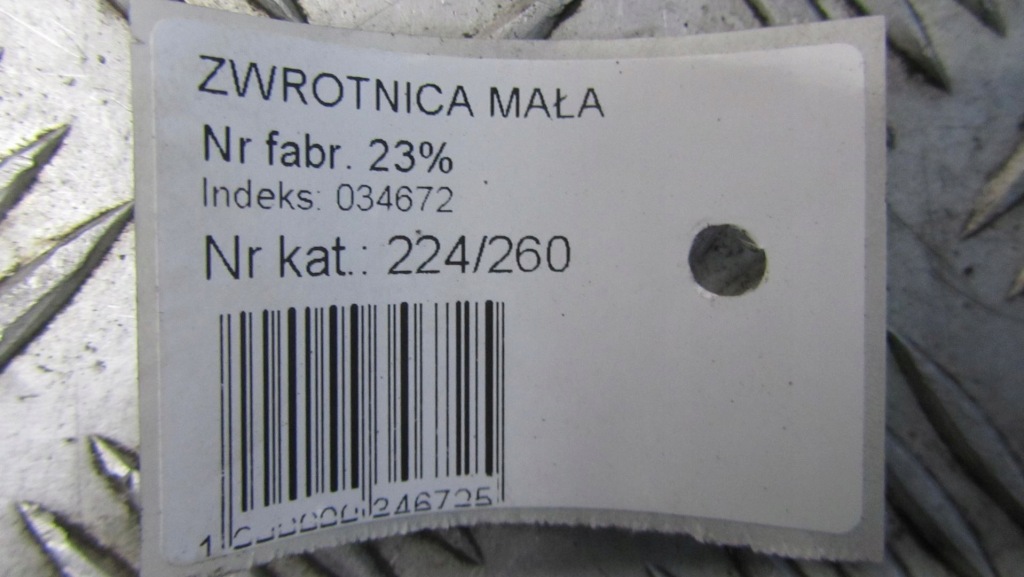 ZWROTNICA MAŁA
Nr fabr. 23%
Indeks: 034672
Nr kat.: 224/260